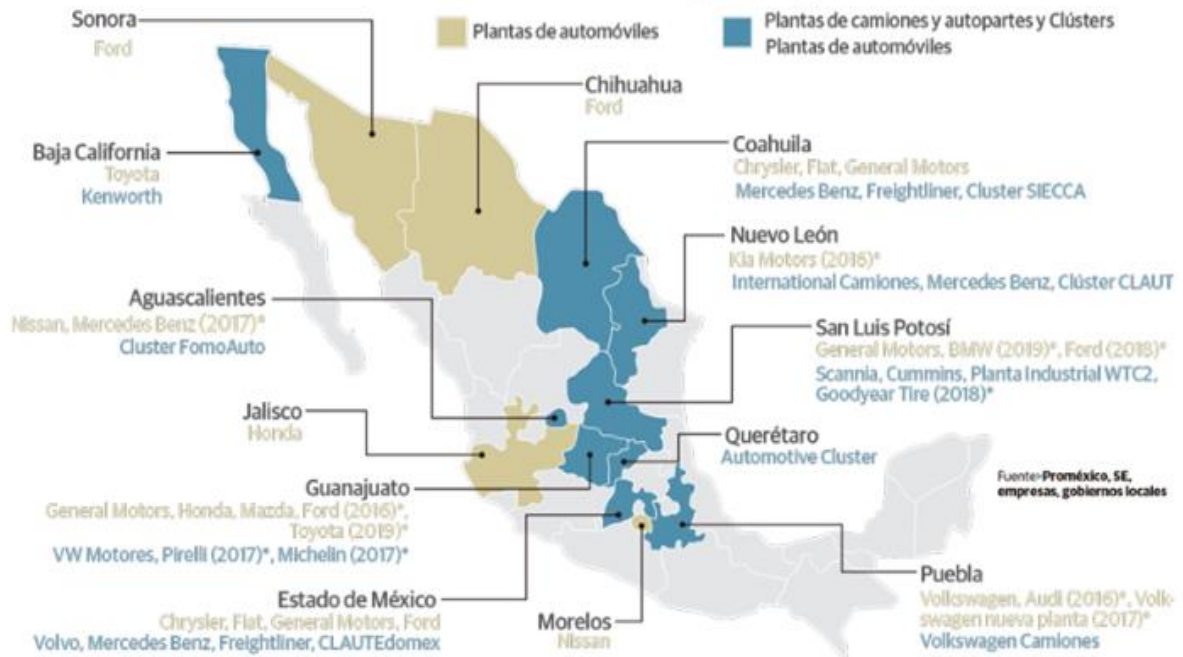 Plantas de automóviles
Plantas de camiones y autopartes y Clústers
Plantas de automóviles
Sonora
Ford
Chihuahua
Ford
Baja California
Toyota
Kenworth
Coahuila
Chrysler, Fiat, General Motors
Mercedes Benz, Freightliner, Cluster SIECCA
Nuevo León
Kia Motors (2016)*
International Camiones, Mercedes Benz, Clúster CLAUT
Aguascalientes
Nissan, Mercedes Benz (2017)*
Cluster FomoAuto
San Luis Potosí
General Motors, BMW (2019)*, Ford (2018)*
Scannia, Cummins, Planta Industrial WTC2,
Goodyear Tire (2018)*
Jalisco
Honda
Querétaro
Automotive Cluster
Guanajuato
General Motors, Honda, Mazda, Ford (2016)*,
Toyota (2019)*
VW Motores, Pirelli (2017)*, Michelin (2017)*
Fuente>Proméxico, SE,
empresas, gobiernos locales
Estado de México
Chrysler, Fiat, General Motors, Ford
Volvo, Mercedes Benz, Freightliner, CLAUTEdomex
Morelos
Nissan
Puebla
Volkswagen, Audi (2016)*, Volk-
swagen nueva planta (2017)*
Volkswagen Camiones